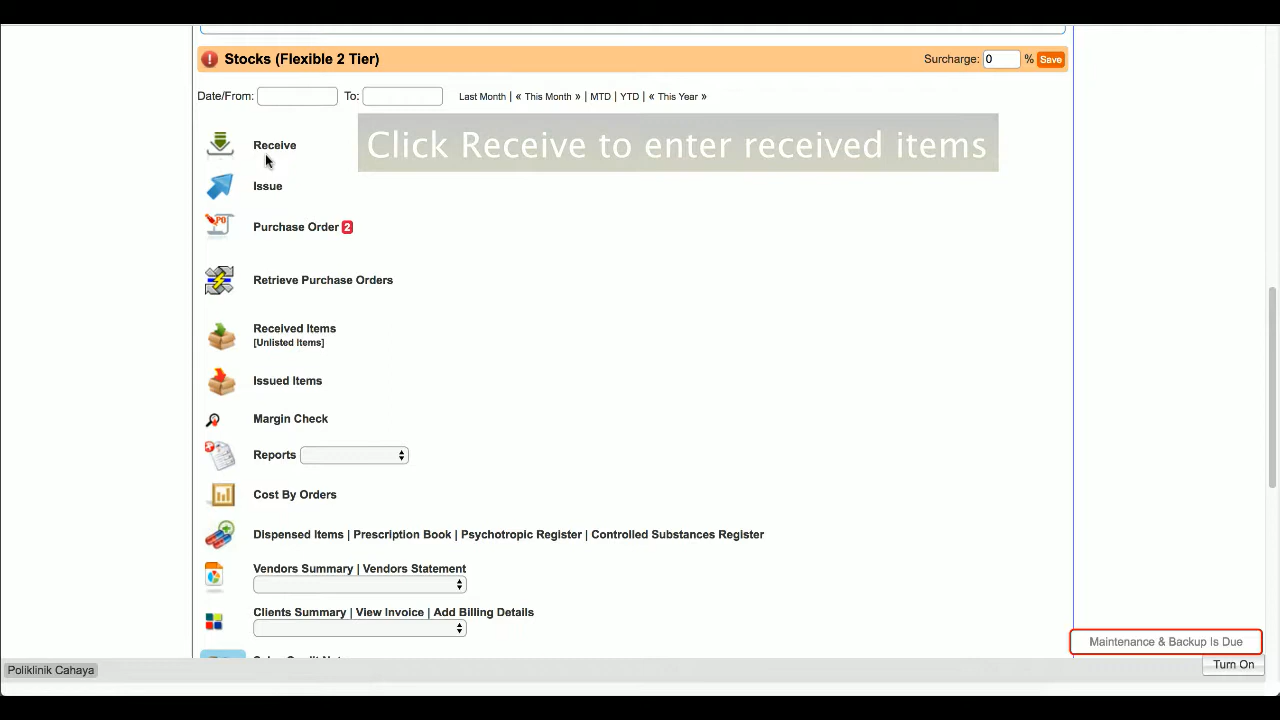 Stocks (Flexible 2 Tier)
Surcharge: 0 % Save
Date/From: To: Last Month | « This Month » | MTD | YTD | « This Year »
Receive
Click Receive to enter received items
Issue
PO
Purchase Order 2
Retrieve Purchase Orders
Received Items
[Unlisted Items]
Issued Items
Margin Check
Reports
Cost By Orders
Dispensed Items | Prescription Book | Psychotropic Register | Controlled Substances Register
Vendors Summary | Vendors Statement
Clients Summary | View Invoice | Add Billing Details
Maintenance & Backup Is Due
Poliklinik Cahaya
Turn On